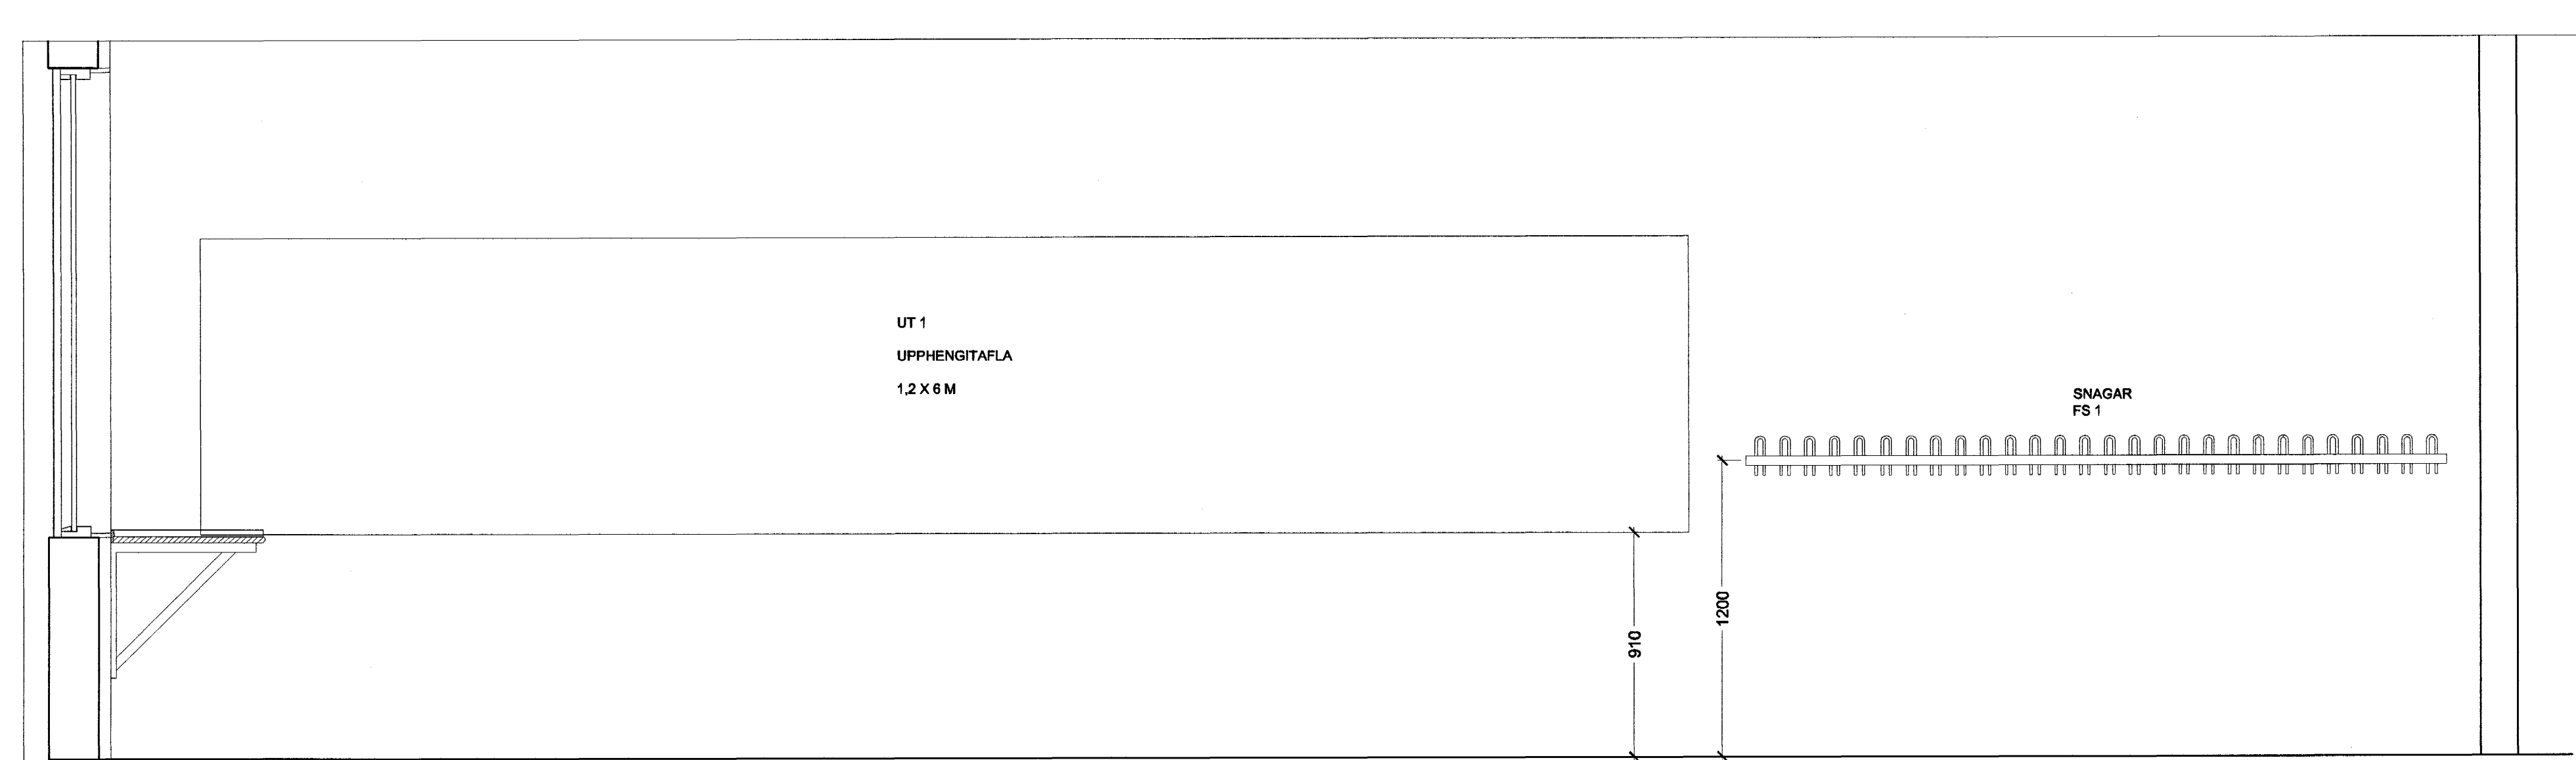 UT 1
UPPHENGITAFLA
1,2 X 6 M
SNAGAR
FS 1
910
1200